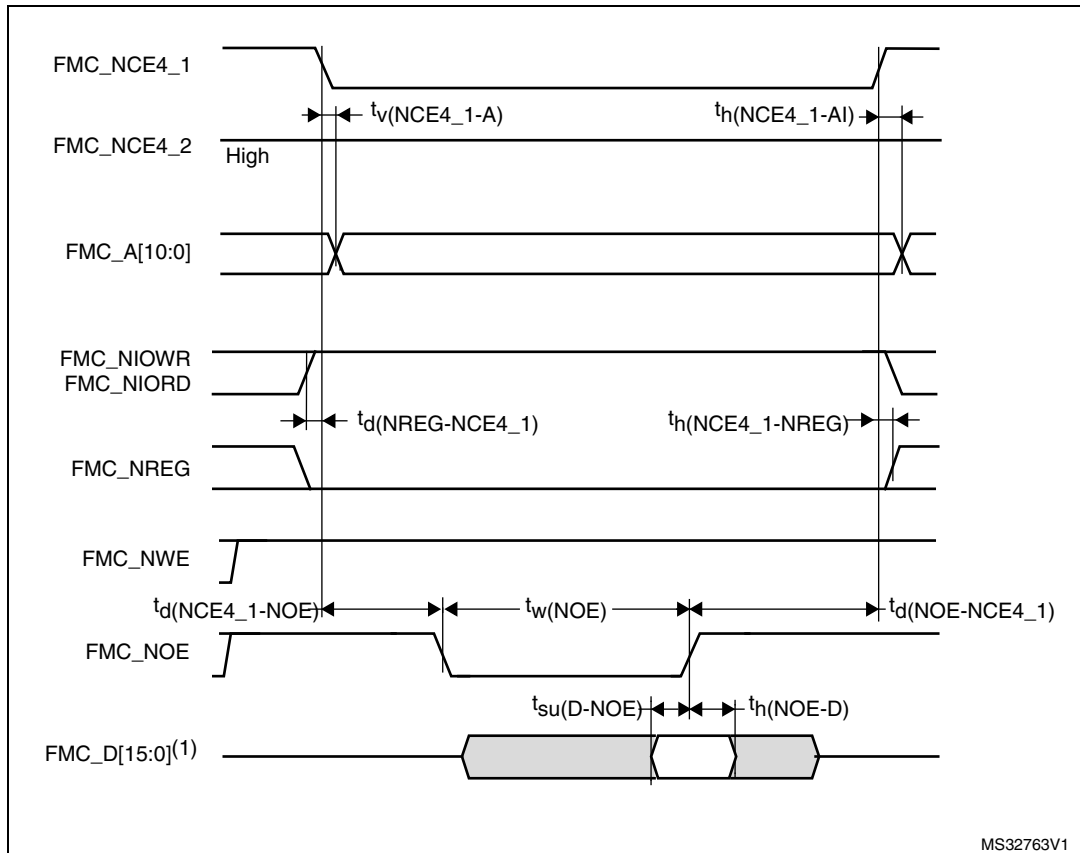 FMC_NCE4_1
tv(NCE4_1-A)
th(NCE4_1-AI)
FMC_NCE4_2
High
FMC_A[10:0]
FMC_NIOWR
FMC_NIORD
td(NREG-NCE4_1)
th(NCE4_1-NREG)
FMC_NREG
FMC_NWE
td(NCE4_1-NOE)
tw(NOE)
td(NOE-NCE4_1)
FMC_NOE
tsu(D-NOE)
th(NOE-D)
FMC_D[15:0](1)
MS32763V1